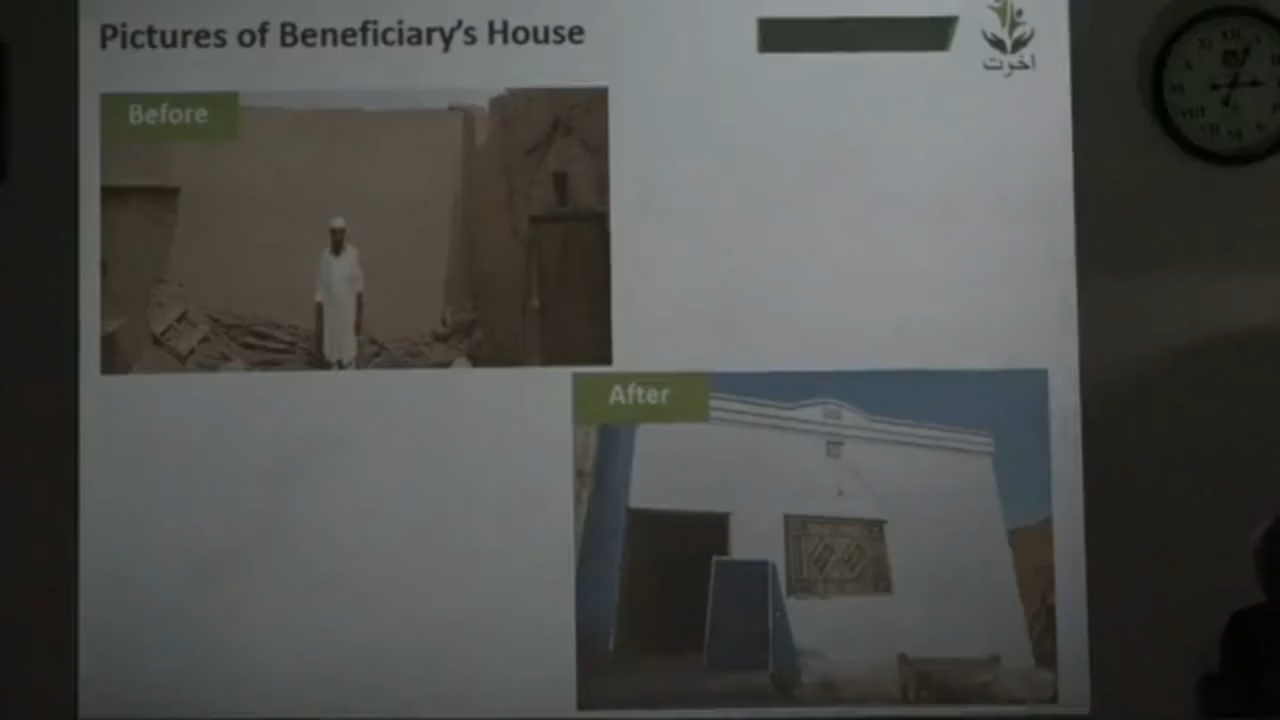 Pictures of Beneficiary's House
اخوت
Before
After